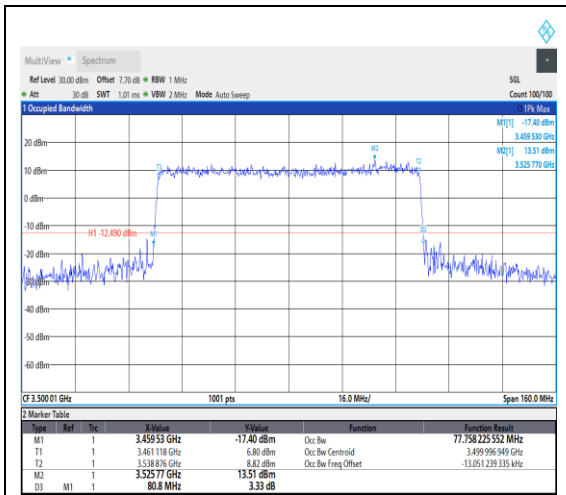 MultiView Spectrum
Ref Level 30.00 dBm Offset 7.70 dB RBW 1 MHz SGL
Att 30 dB SWT 1.01 ms VBW 2 MHz Mode Auto Sweep Count 100/100
1 Occupied Bandwidth 1Pk Max
M1[1] -17.40 dBm
3.459 530 GHz
M2[1] 13.51 dBm
3.525 770 GHz
20 dBm
M2
T1 T2
10 dBm
0 dBm
-10 dBm
H1 -12.490 dBm
M1 D3
-20 dBm
-30 dBm
-40 dBm
-50 dBm
-60 dBm
CF 3.500 01 GHz 1001 pts 16.0 MHz/ Span 160.0 MHz
2 Marker Table
Type Ref Trc X-Value Y-Value Function Function Result
M1 1 3.459 53 GHz -17.40 dBm Occ Bw 77.758 225 552 MHz
T1 1 3.461 118 GHz 6.80 dBm Occ Bw Centroid 3.499 996 949 GHz
T2 1 3.538 876 GHz 8.82 dBm Occ Bw Freq Offset -13.051 239 335 kHz
M2 1 3.525 77 GHz 13.51 dBm
D3 M1 1 80.8 MHz 3.33 dB